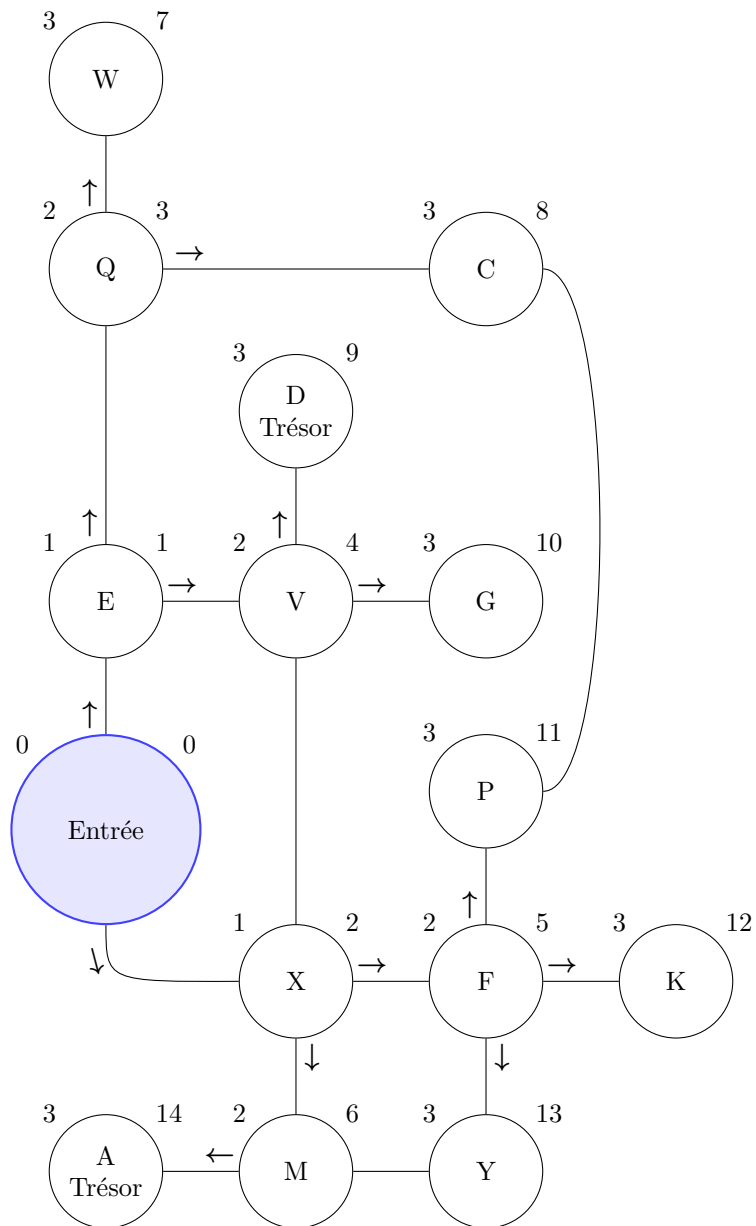 3 7
W
↑
2 3 3 8
Q → C
3 9
D
Trésor
↑ ↑
1 1 2 4 3 10
E → V → G
↑
0 0 3 11
Entrée P
↑
1 2 2 5 3 12
↓ X → F → K
↓ ↓
3 14 2 6 3 13
A ← M Y
Trésor